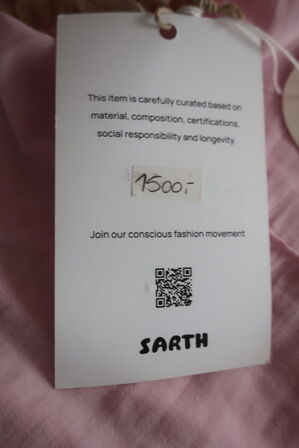 This item is carefully curated based on
material, composition, certifications,
social responsibility and longevity.
1500,-
Join our conscious fashion movement
SARTH